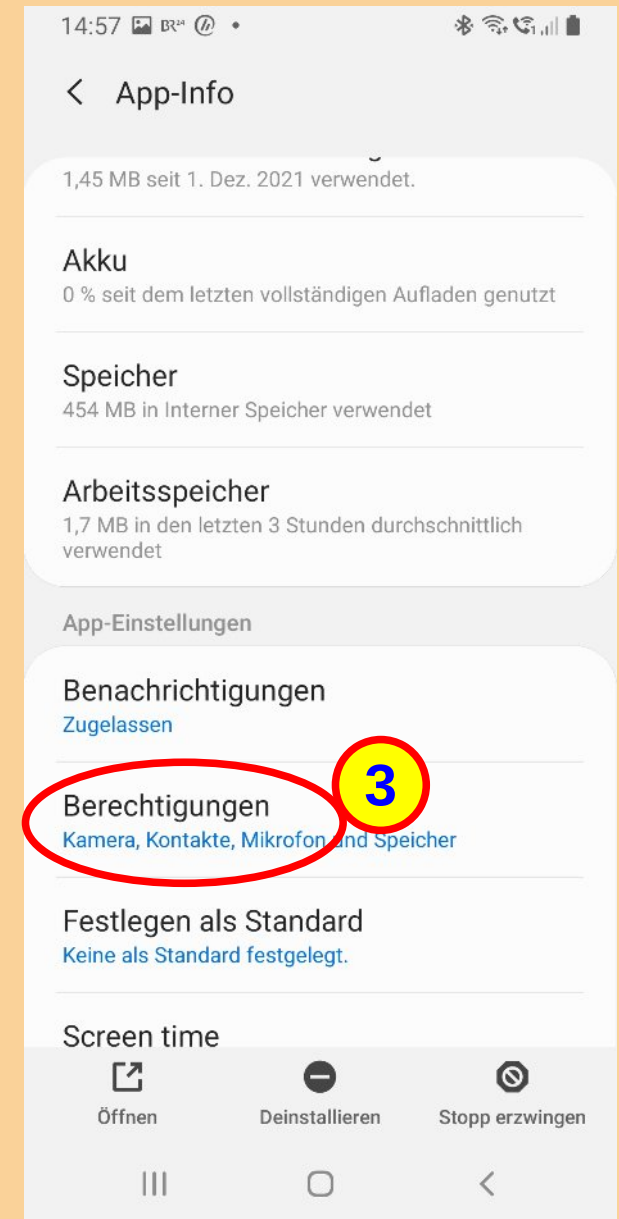 14:57 BR24
App-Info
1,45 MB seit 1. Dez. 2021 verwendet.
Akku
0 % seit dem letzten vollständigen Aufladen genutzt
Speicher
454 MB in Interner Speicher verwendet
Arbeitsspeicher
1,7 MB in den letzten 3 Stunden durchschnittlich
verwendet
App-Einstellungen
Benachrichtigungen
Zugelassen
3
Berechtigungen
Kamera, Kontakte, Mikrofon und Speicher
Festlegen als Standard
Keine als Standard festgelegt.
Screen time
Öffnen Deinstallieren Stopp erzwingen